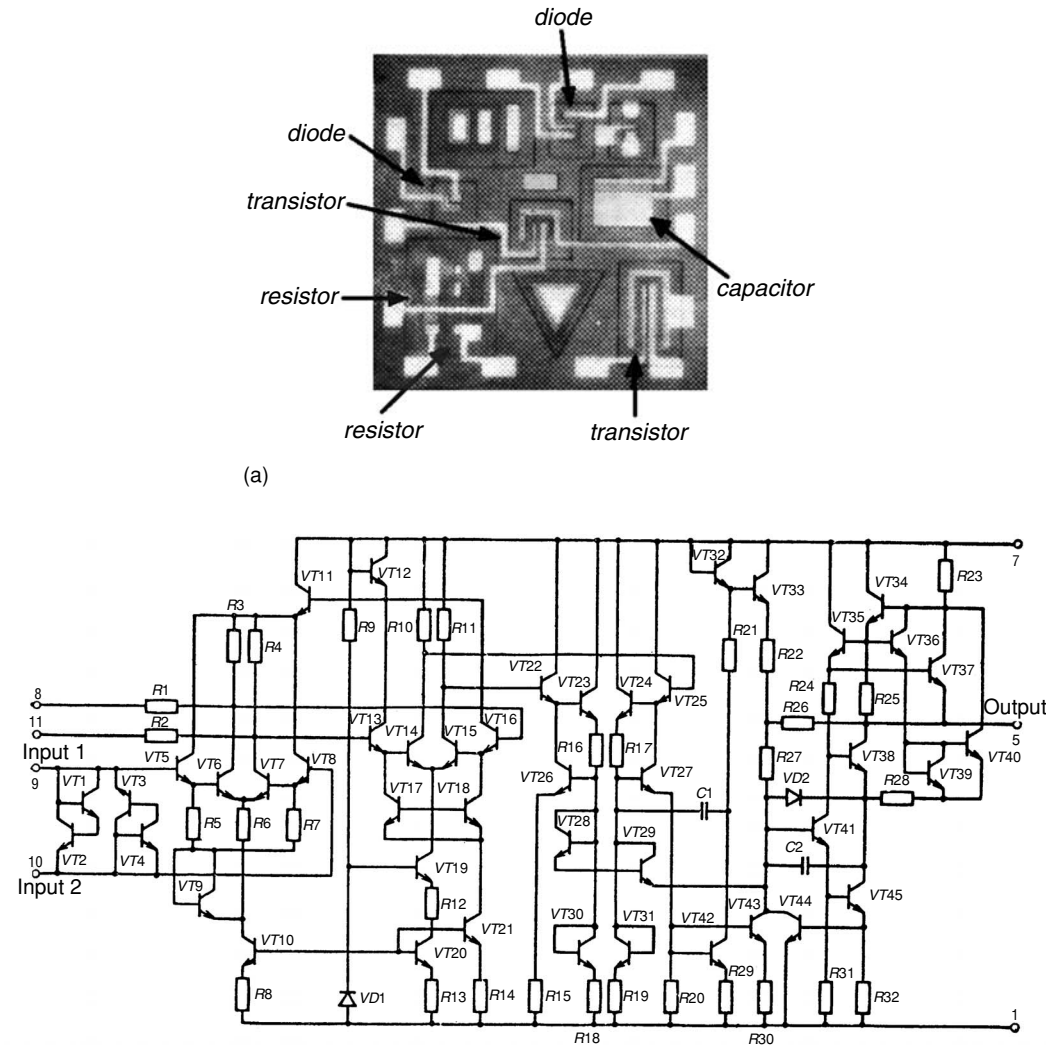 diode
diode
transistor
resistor
capacitor
resistor
transistor
(a)
VT32
7
VT11
VT12
VT33
VT34
R23
R3
R4
R9
R10
R11
R21
VT35
VT36
R22
VT22
VT23
VT24
VT37
8
R1
VT25
R24
R25
Output
11
R2
VT13
VT14
VT15
VT16
R26
5
Input 1
9
VT5
VT6
VT7
VT8
R16
R17
R27
VT38
VT40
VT1
VT3
VT26
VT27
VD2
R28
VT39
VT17
VT18
C1
R5
R6
R7
VT28
VT29
VT41
10
VT2
VT4
C2
Input 2
VT9
VT19
VT45
R12
VT30
VT31
VT42
VT43
VT44
VT10
VT20
VT21
R8
VD1
R13
R14
R15
R19
R20
R29
R31
R32
1
R18
R30